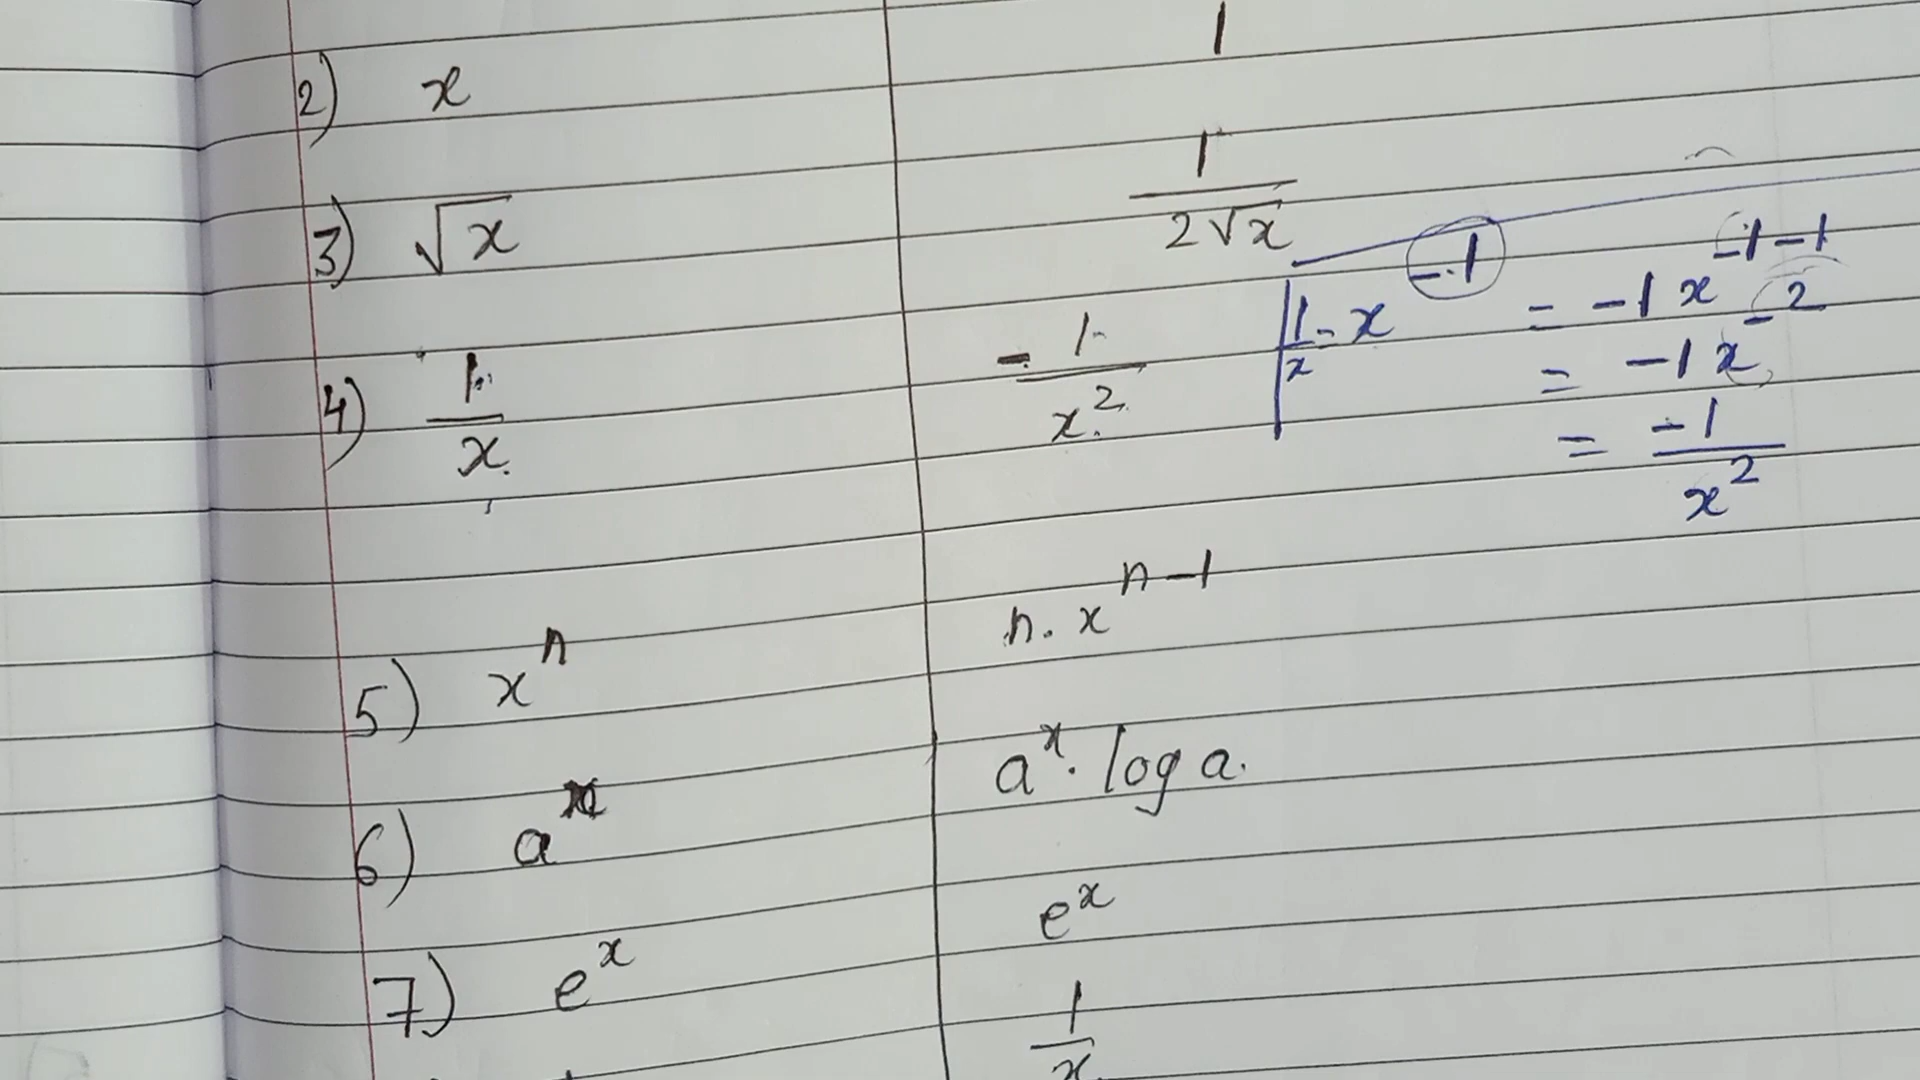 2) x 1
3) √x 1/(2√x)
4) 1/x - 1/x² | 1/x = x^-1 = -1 x^-1-1
= -1 x^-2
= -1/x²
5) x^n n. x^n-1
6) a^x a^x. log a.
7) e^x e^x
1/x